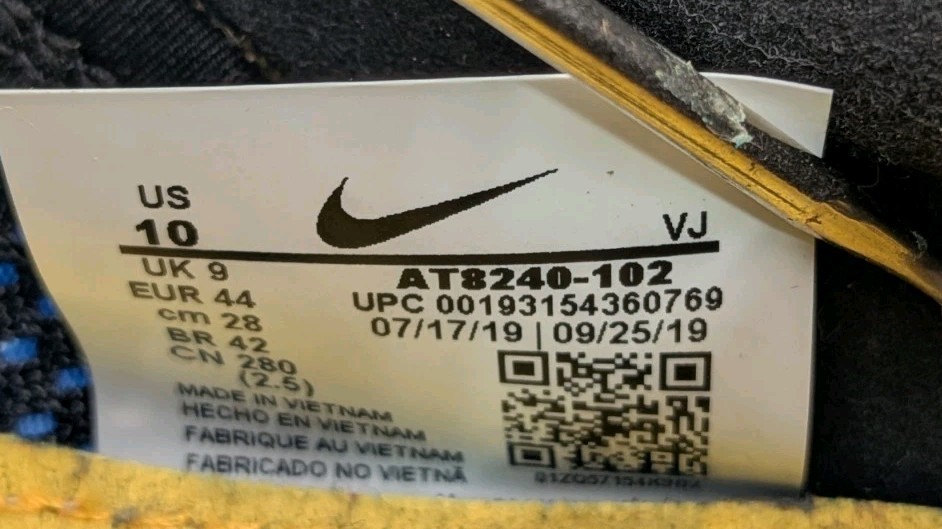 US
10
VJ
UK 9
EUR 44
cm 28
BR 42
CN 280
(2.5)
AT8240-102
UPC 00193154360769
07/17/19 | 09/25/19
MADE IN VIETNAM
HECHO EN VIETNAM
FABRIQUE AU VIETNAM
FABRICADO NO VIETNÃ